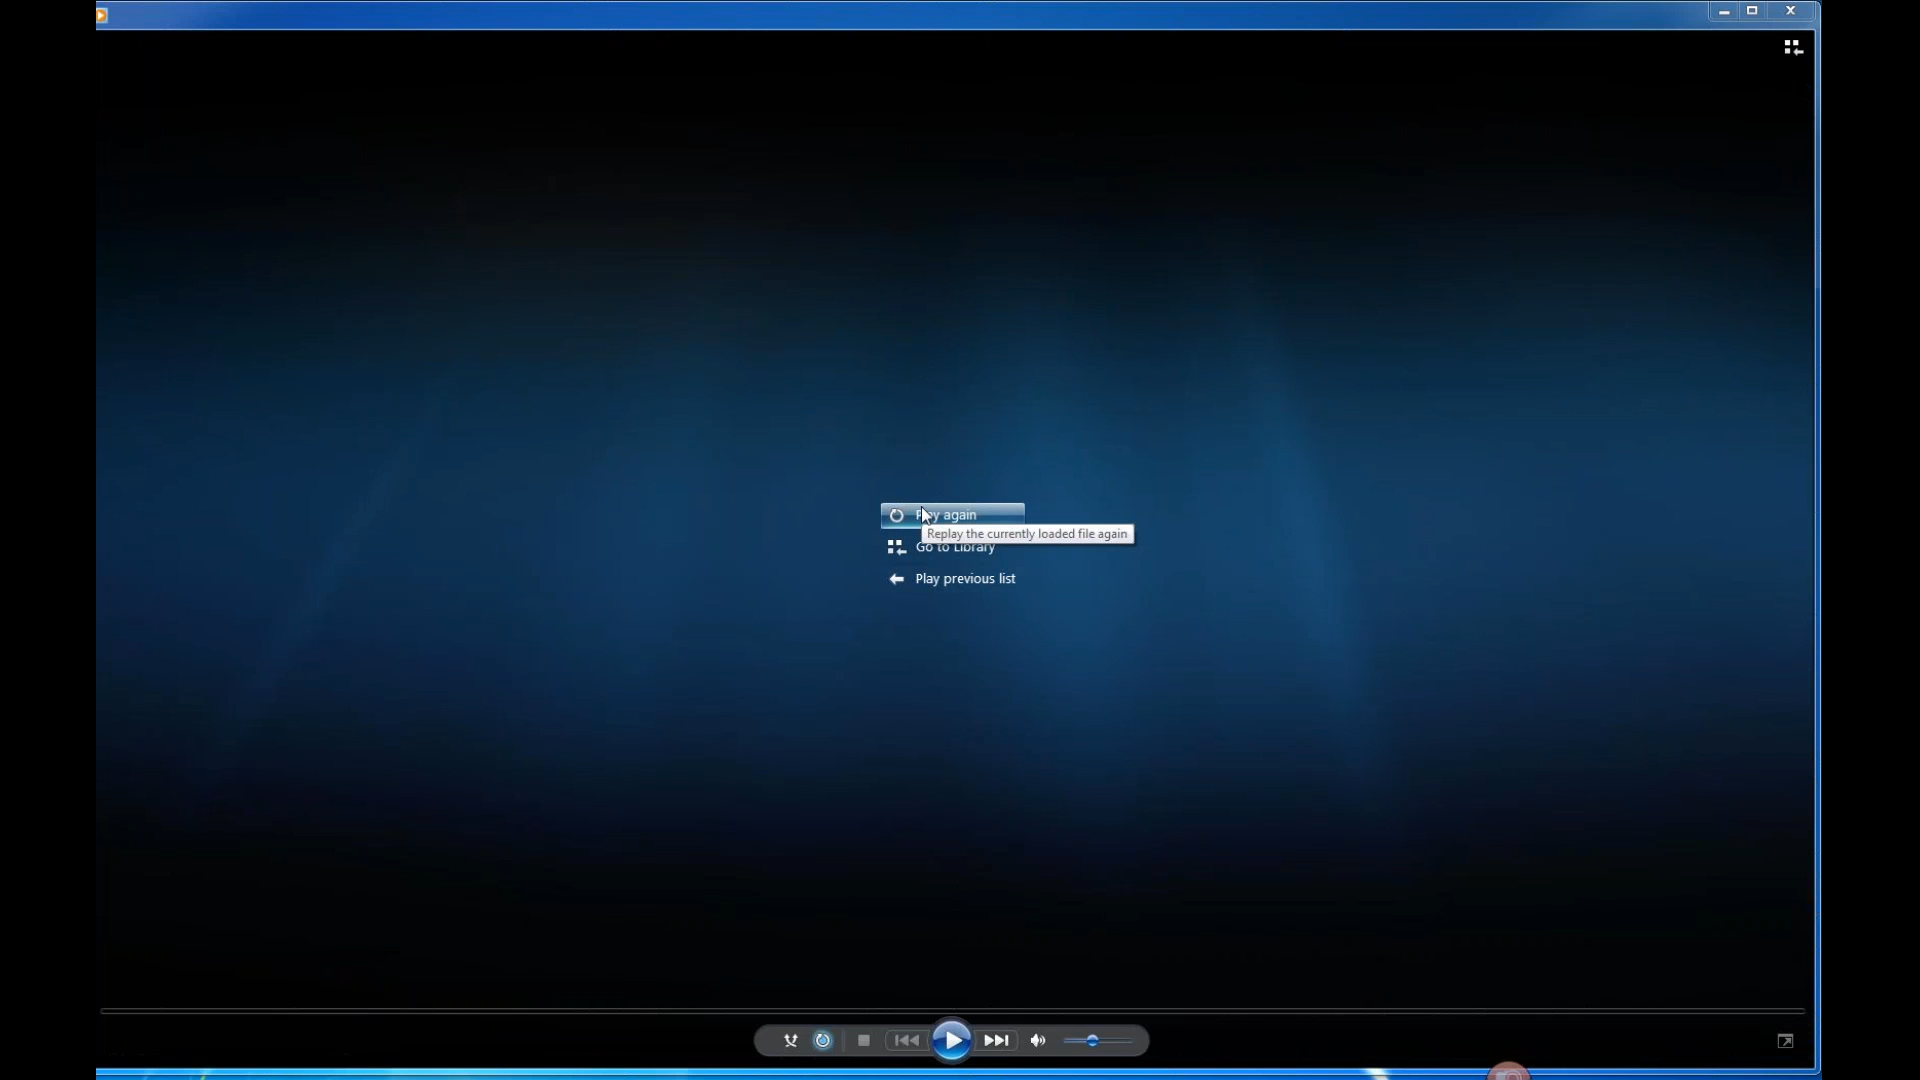 Play again
Replay the currently loaded file again
Go to Library
Play previous list